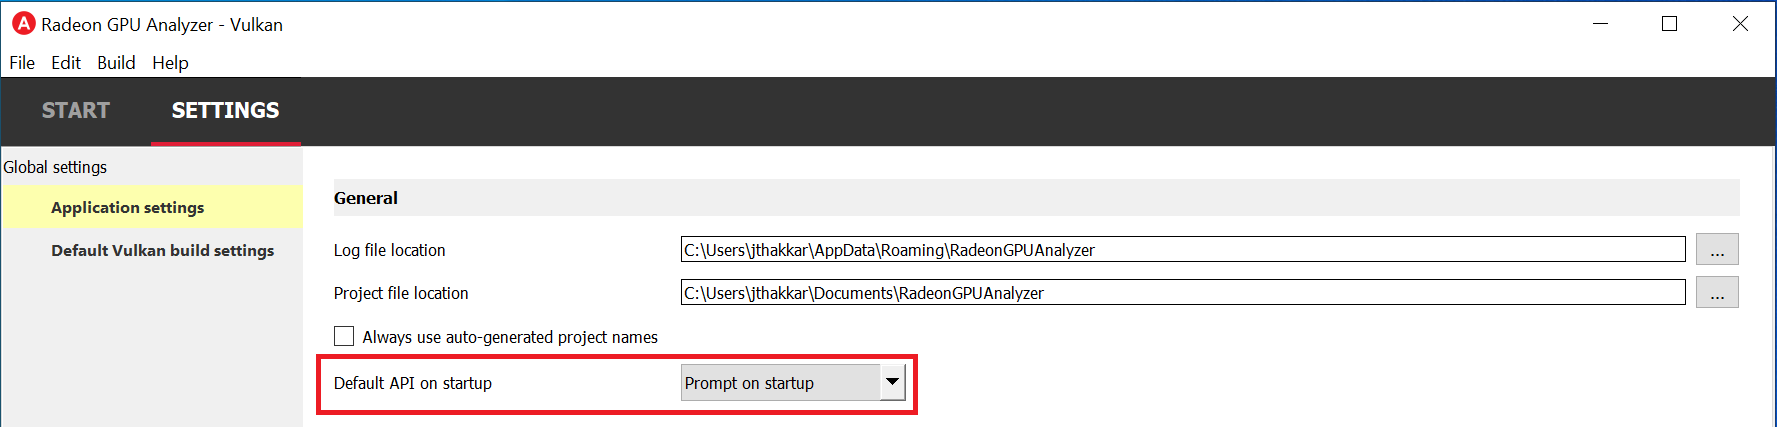 Radeon GPU Analyzer - Vulkan
File Edit Build Help
START SETTINGS
Global settings
Application settings
Default Vulkan build settings
General
Log file location C:\Users\jthakkar\AppData\Roaming\RadeonGPUAnalyzer ...
Project file location C:\Users\jthakkar\Documents\RadeonGPUAnalyzer ...
Always use auto-generated project names
Default API on startup Prompt on startup